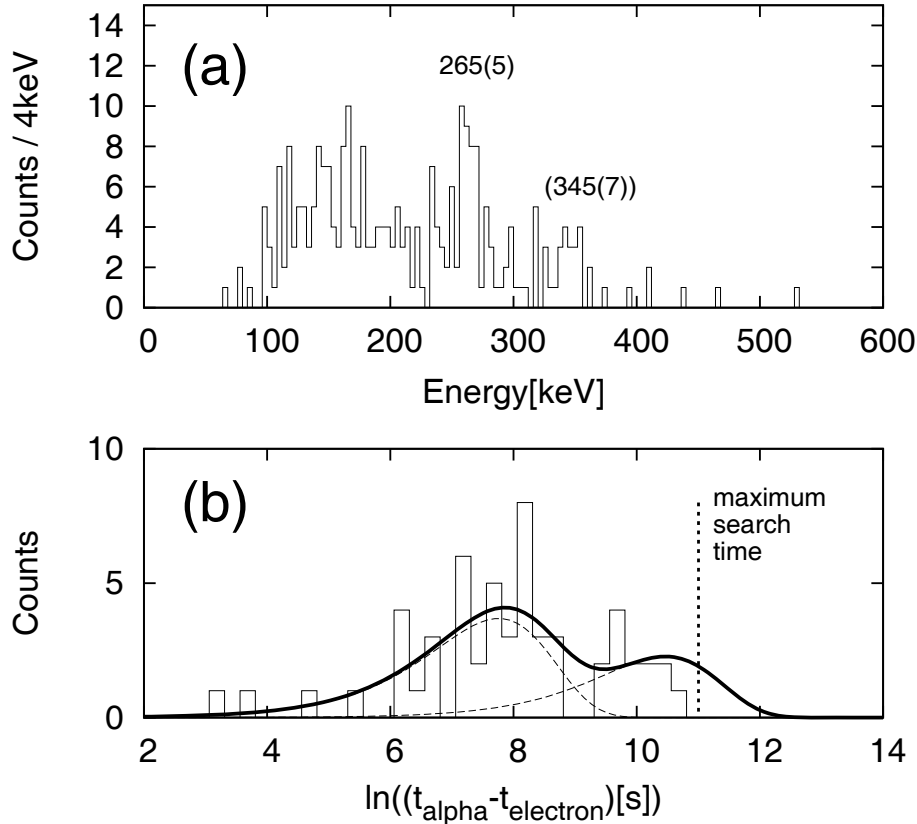 (a)
265(5)
(345(7))
Counts / 4keV
14
12
10
8
6
4
2
0
0 100 200 300 400 500 600
Energy[keV]
(b)
maximum
search
time
Counts
10
5
0
2 4 6 8 10 12 14
ln((t_alpha-t_electron)[s])